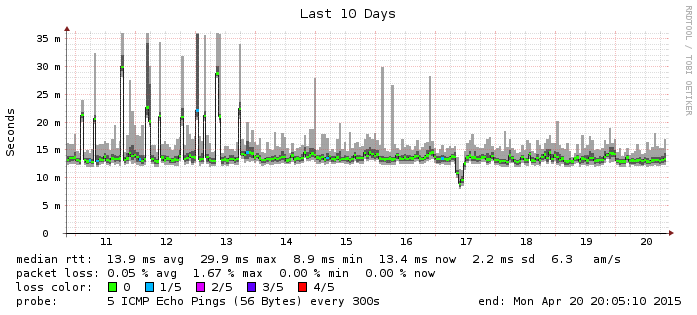 Last 10 Days
RRDTOOL / TOBI OETIKER
Seconds
35 m
30 m
25 m
20 m
15 m
10 m
5 m
0
11 12 13 14 15 16 17 18 19 20
median rtt: 13.9 ms avg 29.9 ms max 8.9 ms min 13.4 ms now 2.2 ms sd 6.3 am/s
packet loss: 0.05 % avg 1.67 % max 0.00 % min 0.00 % now
loss color: 0 1/5 2/5 3/5 4/5
probe: 5 ICMP Echo Pings (56 Bytes) every 300s end: Mon Apr 20 20:05:10 2015